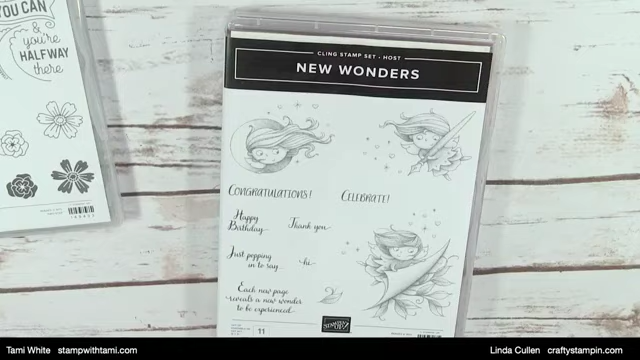 YOU CAN
&
you're
HALFWAY
there
CLING STAMP SET · HOST
NEW WONDERS
CONGRATULATIONS!
CELEBRATE!
Happy
Birthday
Thank you
Just popping
in to say
hi
Each new page
reveals a new wonder
to be experienced
STAMPIN' UP!
11
Tami White stampwithtami.com
Linda Cullen craftystampin.com